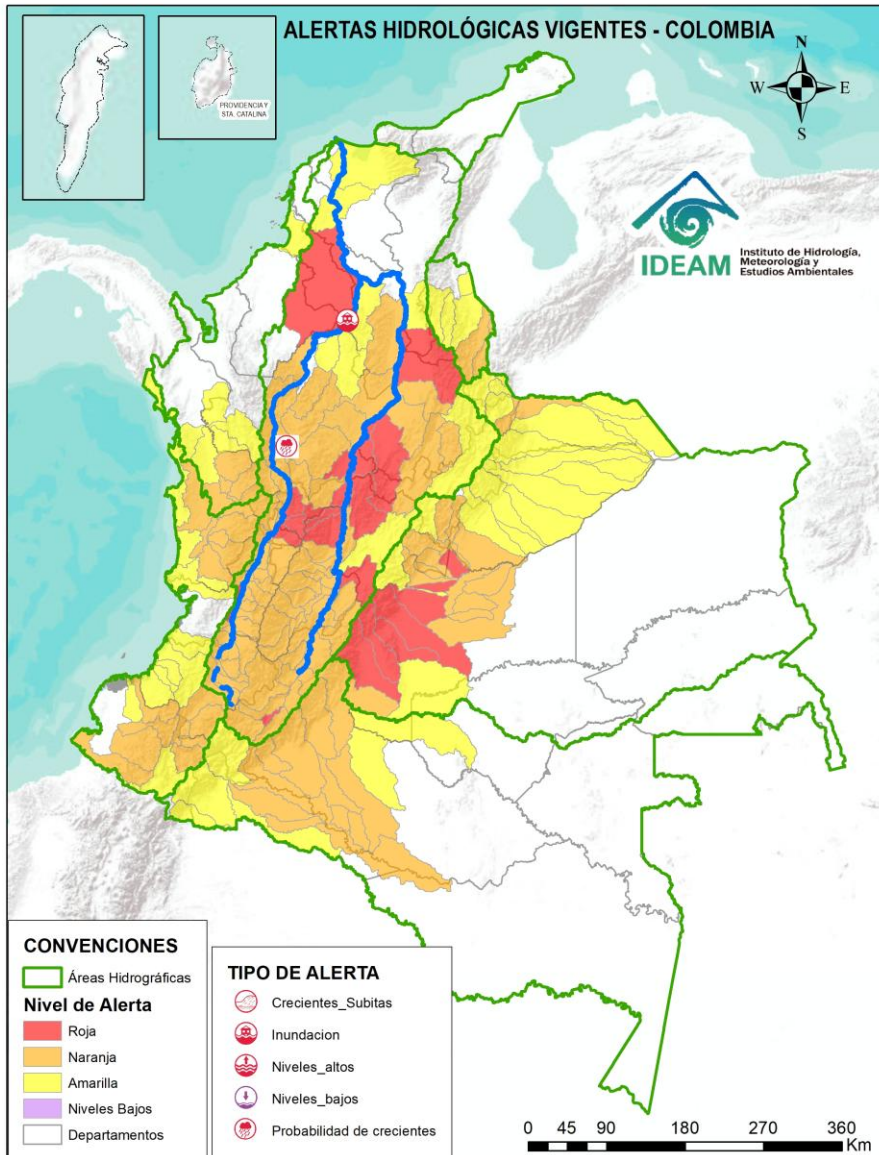 ALERTAS HIDROLÓGICAS VIGENTES - COLOMBIA
PROVIDENCIA Y
STA. CATALINA
N
W
E
S
IDEAM
Instituto de Hidrología,
Meteorología y
Estudios Ambientales
CONVENCIONES
Áreas Hidrográficas
Nivel de Alerta
Roja
Naranja
Amarilla
Niveles Bajos
Departamentos
TIPO DE ALERTA
Crecientes_Subitas
Inundacion
Niveles_altos
Niveles_bajos
Probabilidad de crecientes
0 45 90 180 270 360
Km